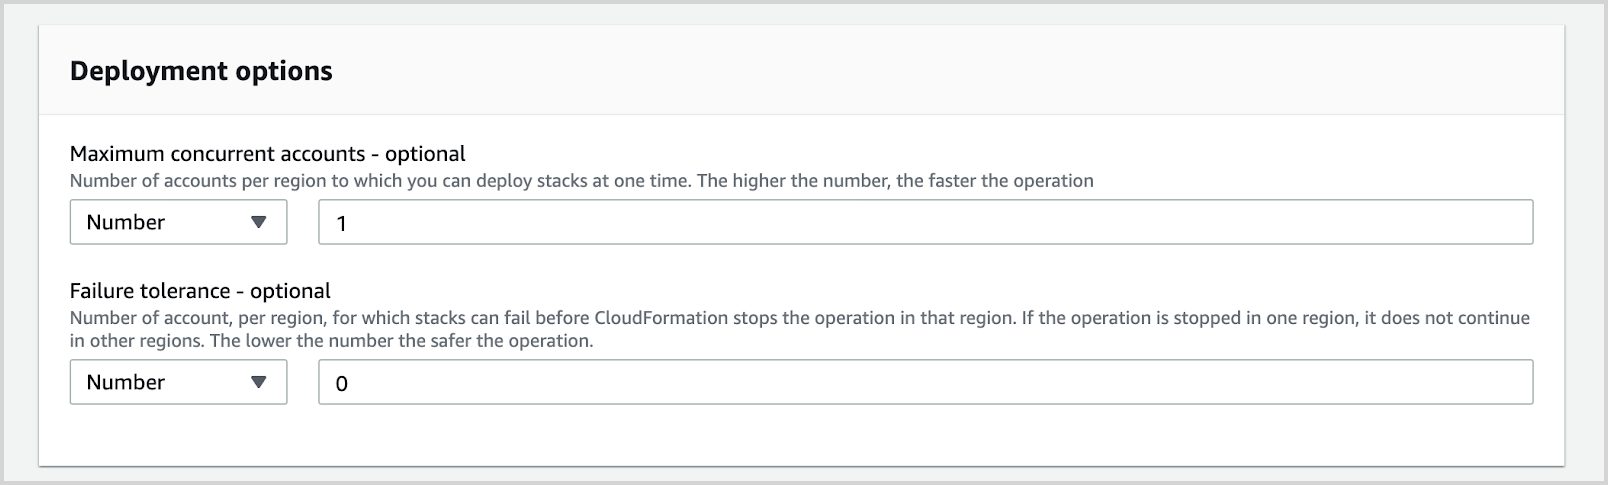 Deployment options
Maximum concurrent accounts - optional
Number of accounts per region to which you can deploy stacks at one time. The higher the number, the faster the operation
Number 1
Failure tolerance - optional
Number of account, per region, for which stacks can fail before CloudFormation stops the operation in that region. If the operation is stopped in one region, it does not continue
in other regions. The lower the number the safer the operation.
Number 0